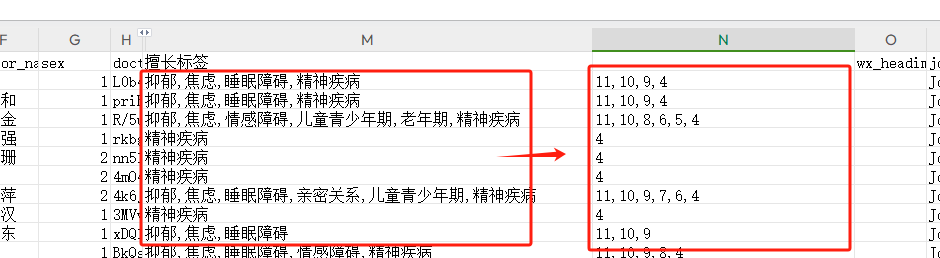 F G H M N O
or_na sex doct 擅长标签 wx_headin jo
1 L0b4 抑郁,焦虑,睡眠障碍,精神疾病 11,10,9,4 Jo
和 1 pril 抑郁,焦虑,睡眠障碍,精神疾病 11,10,9,4 Jo
金 1 R/5u 抑郁,焦虑,情感障碍,儿童青少年期,老年期,精神疾病 11,10,8,6,5,4 Jo
强 1 rkbg 精神疾病 4 Jo
珊 2 nn5 精神疾病 4 Jo
2 4mO4 精神疾病 4 Jo
萍 2 4k6 抑郁,焦虑,睡眠障碍,亲密关系,儿童青少年期,精神疾病 11,10,9,7,6,4 Jo
汉 1 3MV 精神疾病 4 Jo
东 1 xDQ 抑郁,焦虑,睡眠障碍 11,10,9 Jo
1 BkQs 抑郁,焦虑,睡眠障碍,情感障碍,精神疾病 11,10,9,8,4 Jo